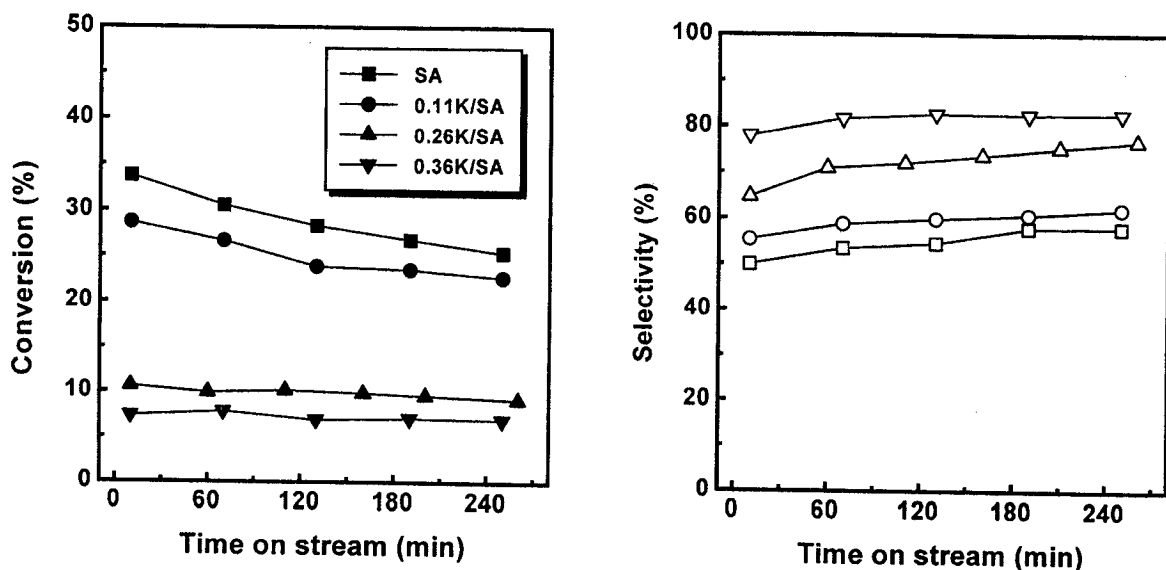 50
40
30
20
10
0
Conversion (%)
SA
0.11K/SA
0.26K/SA
0.36K/SA
0 60 120 180 240
Time on stream (min)
100
80
60
40
20
0
Selectivity (%)
0 60 120 180 240
Time on stream (min)